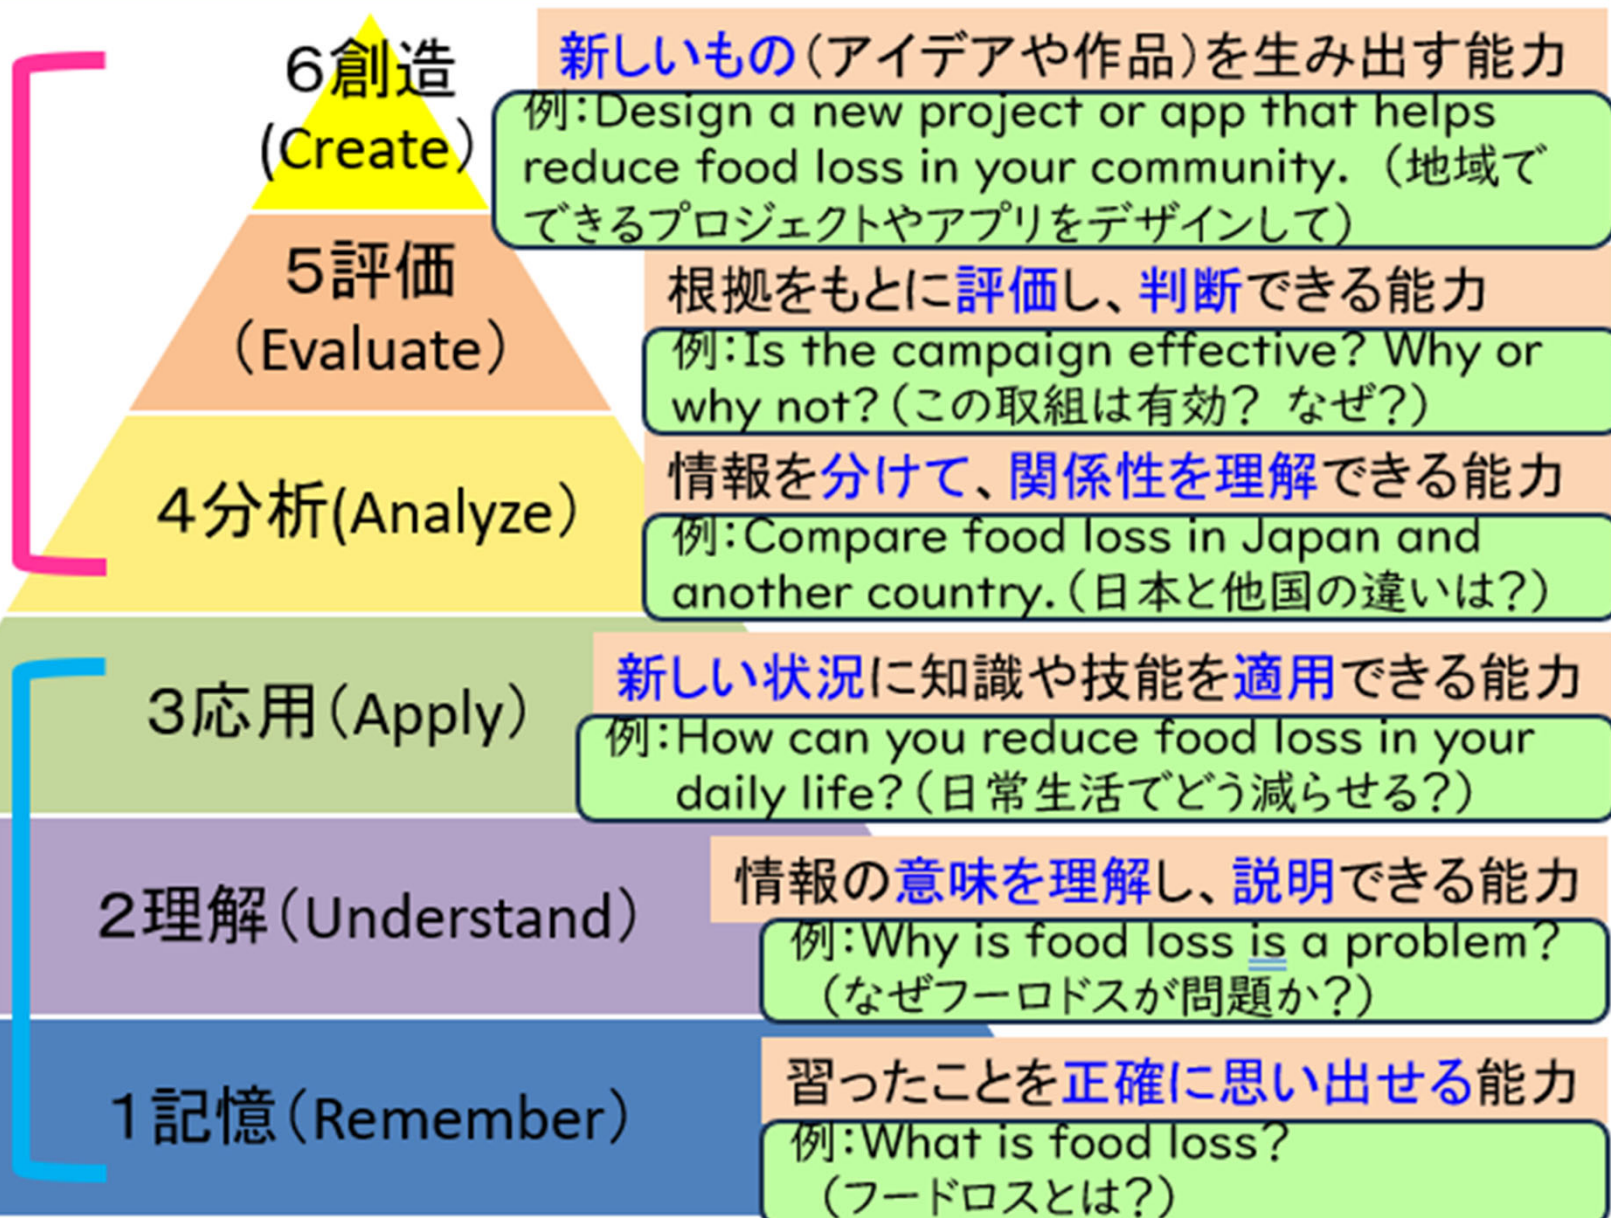 6創造
(Create)
新しいもの(アイデアや作品)を生み出す能力
例:Design a new project or app that helps
reduce food loss in your community. (地域で
できるプロジェクトやアプリをデザインして)
5評価
(Evaluate)
根拠をもとに評価し、判断できる能力
例:Is the campaign effective? Why or
why not?(この取組は有効? なぜ?)
4分析(Analyze)
情報を分けて、関係性を理解できる能力
例:Compare food loss in Japan and
another country.(日本と他国の違いは?)
3応用(Apply)
新しい状況に知識や技能を適用できる能力
例:How can you reduce food loss in your
daily life?(日常生活でどう減らせる?)
2理解(Understand)
情報の意味を理解し、説明できる能力
例:Why is food loss is a problem?
(なぜフーロドスが問題か?)
1記憶(Remember)
習ったことを正確に思い出せる能力
例:What is food loss?
(フードロスとは?)